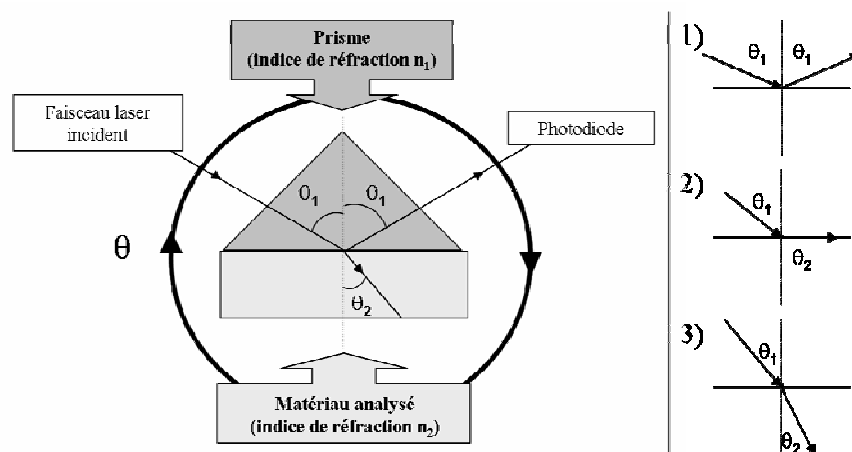 Prisme
(indice de réfraction n1)
Faisceau laser
incident
Photodiode
θ1
θ1
θ
θ2
Matériau analysé
(indice de réfraction n2)
1)
θ1
θ1
2)
θ1
θ2
3)
θ1
θ2